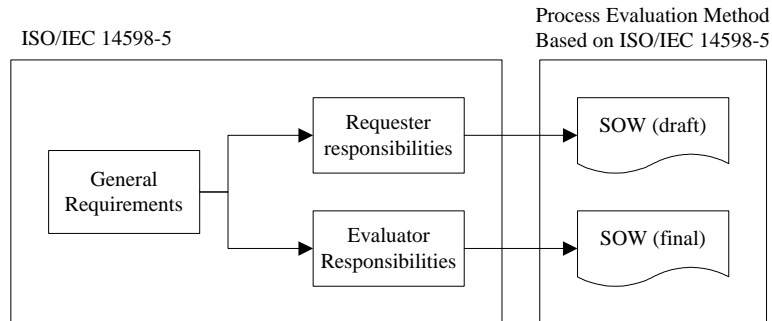 ISO/IEC 14598-5
Process Evaluation Method
Based on ISO/IEC 14598-5
General
Requirements
Requester
responsibilities
Evaluator
Responsibilities
SOW (draft)
SOW (final)